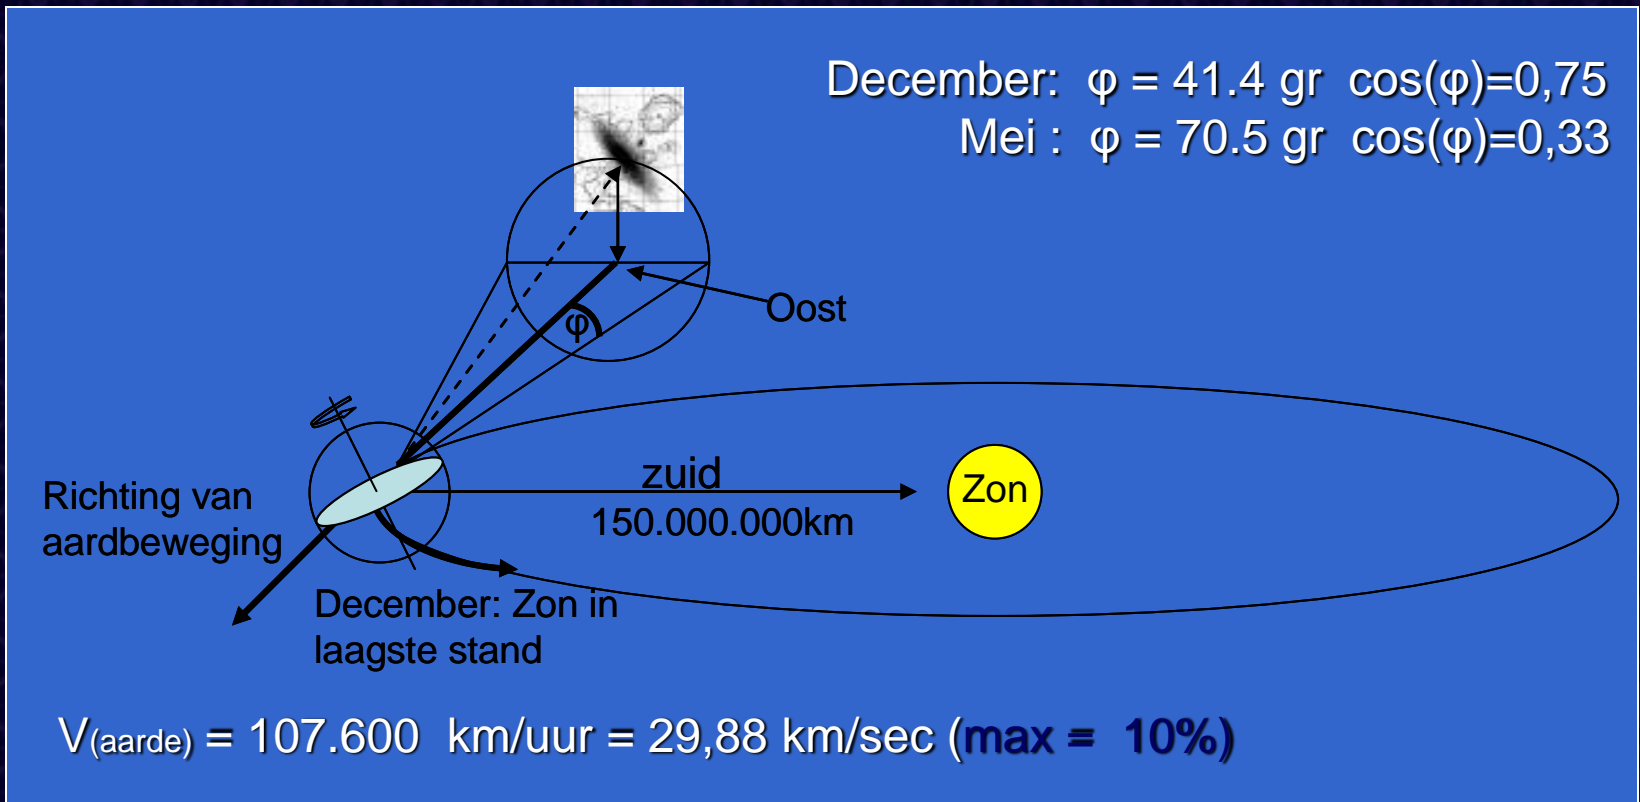 December: φ = 41.4 gr cos(φ)=0,75
Mei : φ = 70.5 gr cos(φ)=0,33
Oost
φ
zuid
150.000.000km
Zon
Richting van
aardbeweging
December: Zon in
laagste stand
V(aarde) = 107.600 km/uur = 29,88 km/sec (max = 10%)